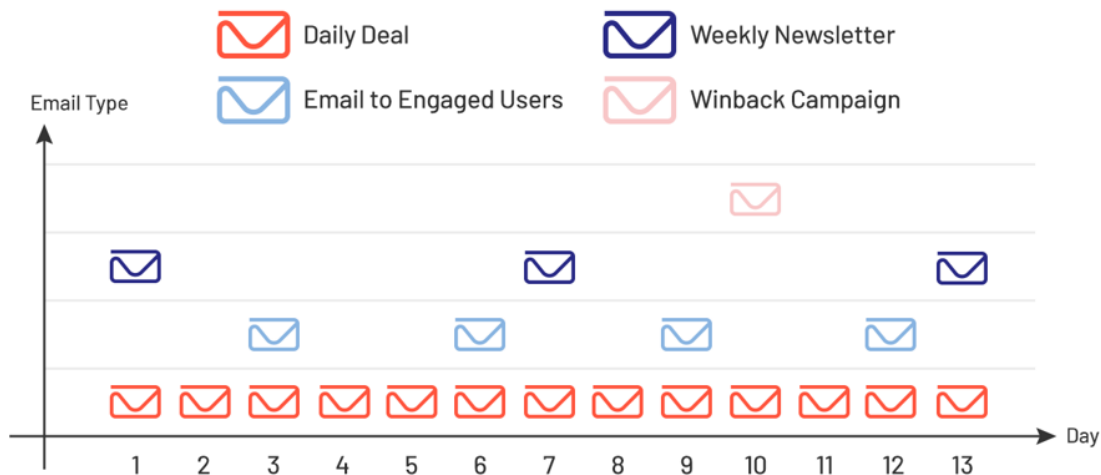 Daily Deal
Weekly Newsletter
Email to Engaged Users
Winback Campaign
Email Type
Day
1 2 3 4 5 6 7 8 9 10 11 12 13